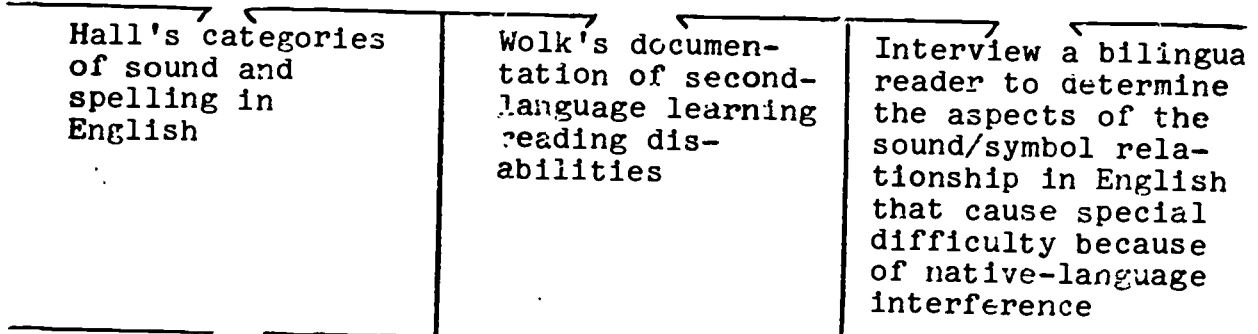 Hall's categories
of sound and
spelling in
English
Wolk's documen-
tation of second-
language learning
reading dis-
abilities
Interview a bilingua
reader to determine
the aspects of the
sound/symbol rela-
tionship in English
that cause special
difficulty because
of native-language
interference